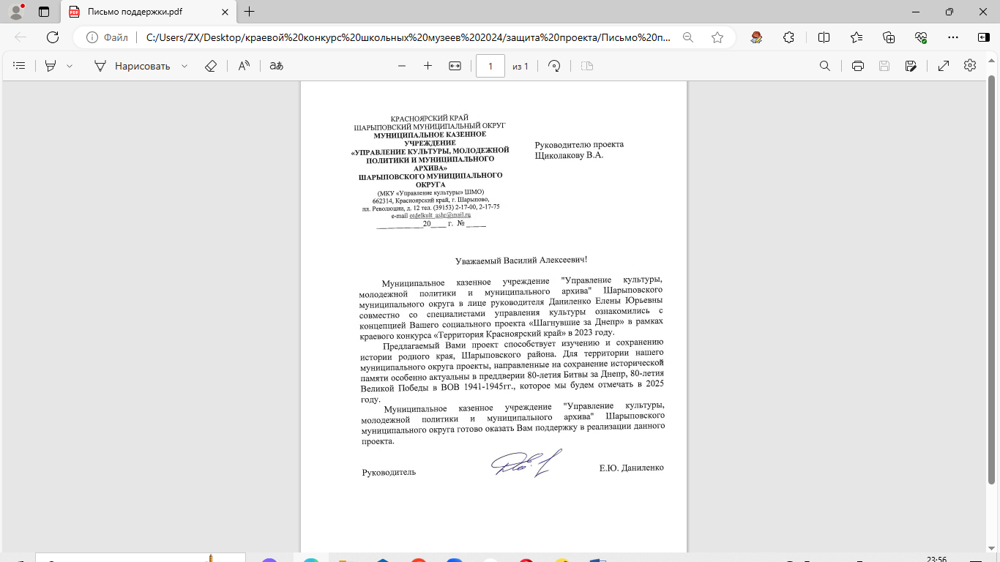 Письмо поддержки.pdf
Файл
C:/Users/ZX/Desktop/краевой%20конкурс%20школьных%20музеев%202024/защита%20проекта/Письмо%20п...
Нарисовать
1 из 1
КРАСНОЯРСКИЙ КРАЙ
ШАРЫПОВСКИЙ МУНИЦИПАЛЬНЫЙ ОКРУГ
МУНИЦИПАЛЬНОЕ КАЗЕННОЕ
УЧРЕЖДЕНИЕ
«УПРАВЛЕНИЕ КУЛЬТУРЫ, МОЛОДЕЖНОЙ
ПОЛИТИКИ И МУНИЦИПАЛЬНОГО
АРХИВА»
ШАРЫПОВСКОГО МУНИЦИПАЛЬНОГО
ОКРУГА
(МКУ «Управление культуры» ШМО)
662314, Красноярский край, г. Шарыпово,
пл. Революции, д. 12 тел. (39153) 2-17-00, 2-17-75
e-mail otdelkult_ashr@mail.ru
____________20____ г. № _____
Руководителю проекта
Щиколакову В.А.
Уважаемый Василий Алексеевич!
Муниципальное казенное учреждение "Управление культуры,
молодежной политики и муниципального архива" Шарыповского
муниципального округа в лице руководителя Даниленко Елены Юрьевны
совместно со специалистами управления культуры ознакомились с
концепцией Вашего социального проекта «Шагнувшие за Днепр» в рамках
краевого конкурса «Территория Красноярский край» в 2023 году.
Предлагаемый Вами проект способствует изучению и сохранению
истории родного края, Шарыповского района. Для территории нашего
муниципального округа проекты, направленные на сохранение исторической
памяти особенно актуальны в преддверии 80-летия Битвы за Днепр, 80-летия
Великой Победы в ВОВ 1941-1945гг., которое мы будем отмечать в 2025
году.
Муниципальное казенное учреждение "Управление культуры,
молодежной политики и муниципального архива" Шарыповского
муниципального округа готово оказать Вам поддержку в реализации данного
проекта.
Руководитель Е.Ю. Даниленко
23:56